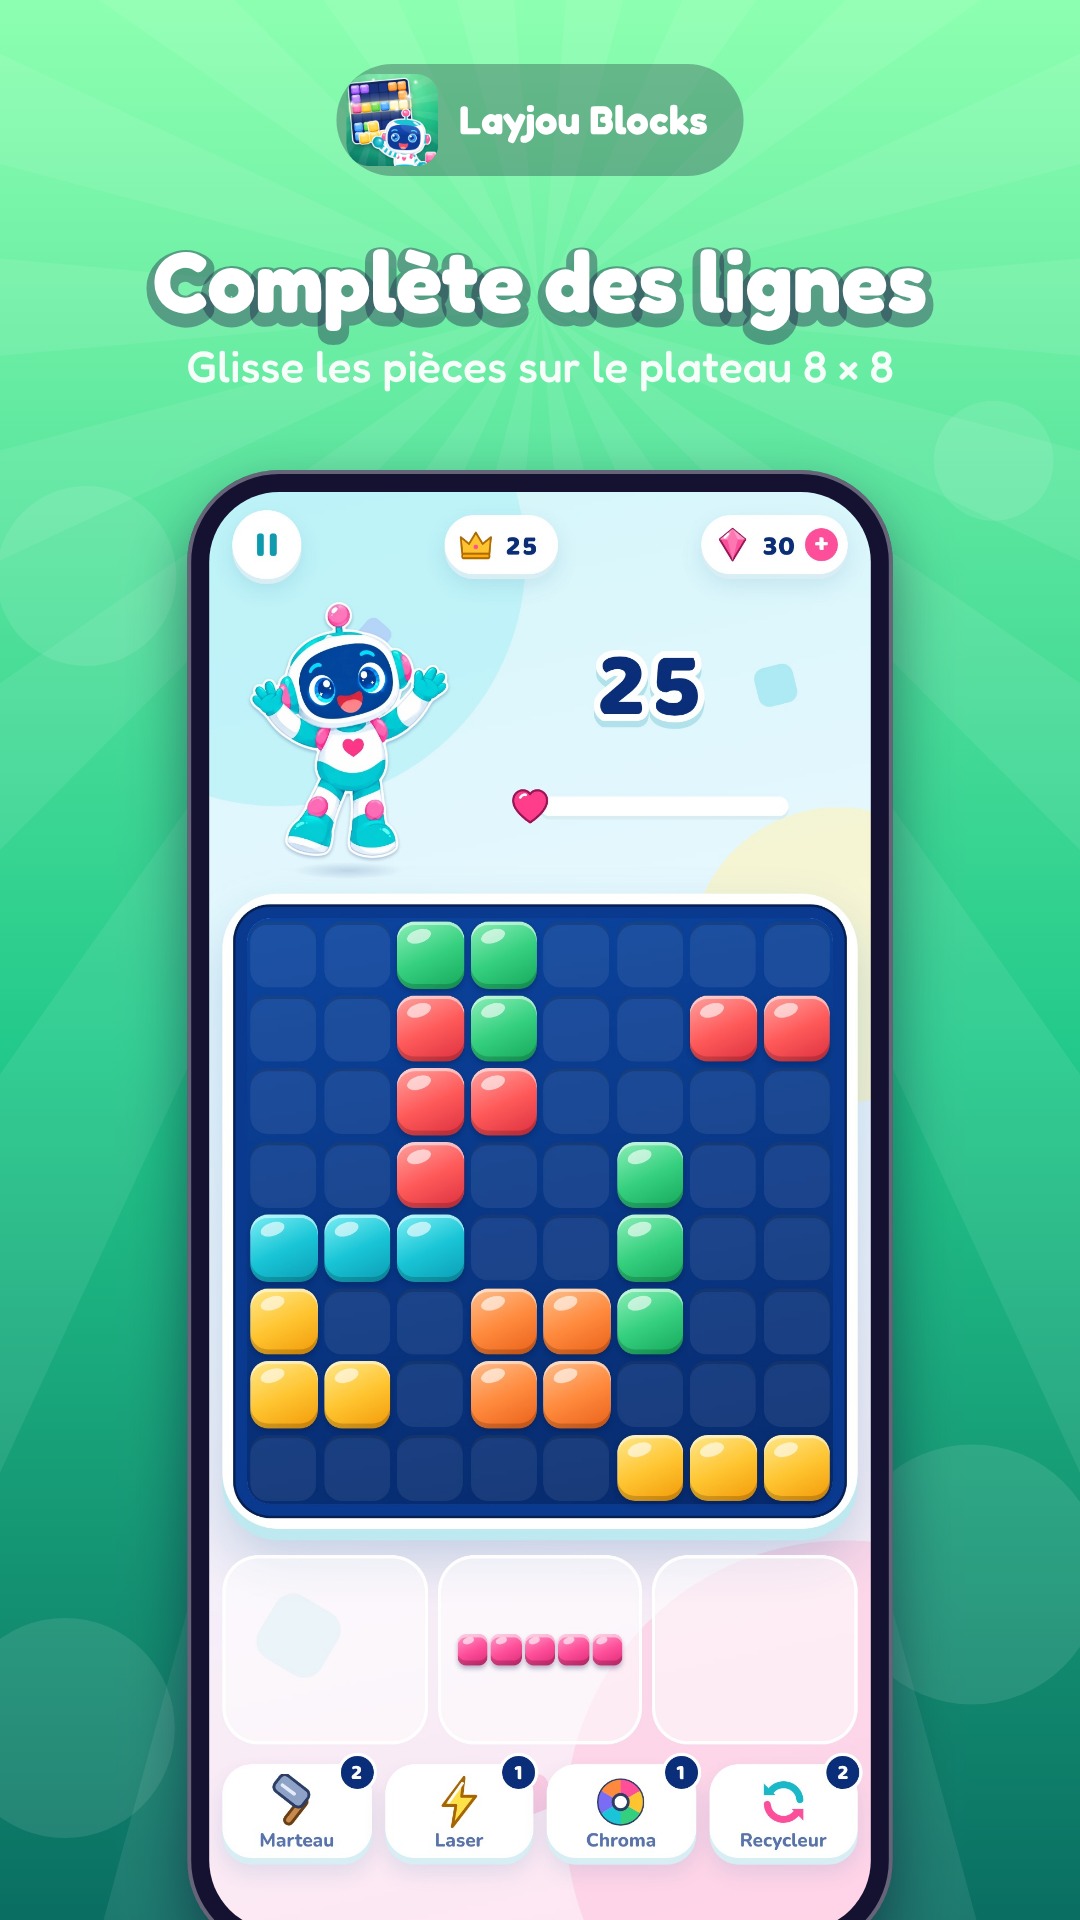 Layjou Blocks
Complète des lignes
Glisse les pièces sur le plateau 8 × 8
25
30 +
25
2
1
1
2
Marteau
Laser
Chroma
Recycleur